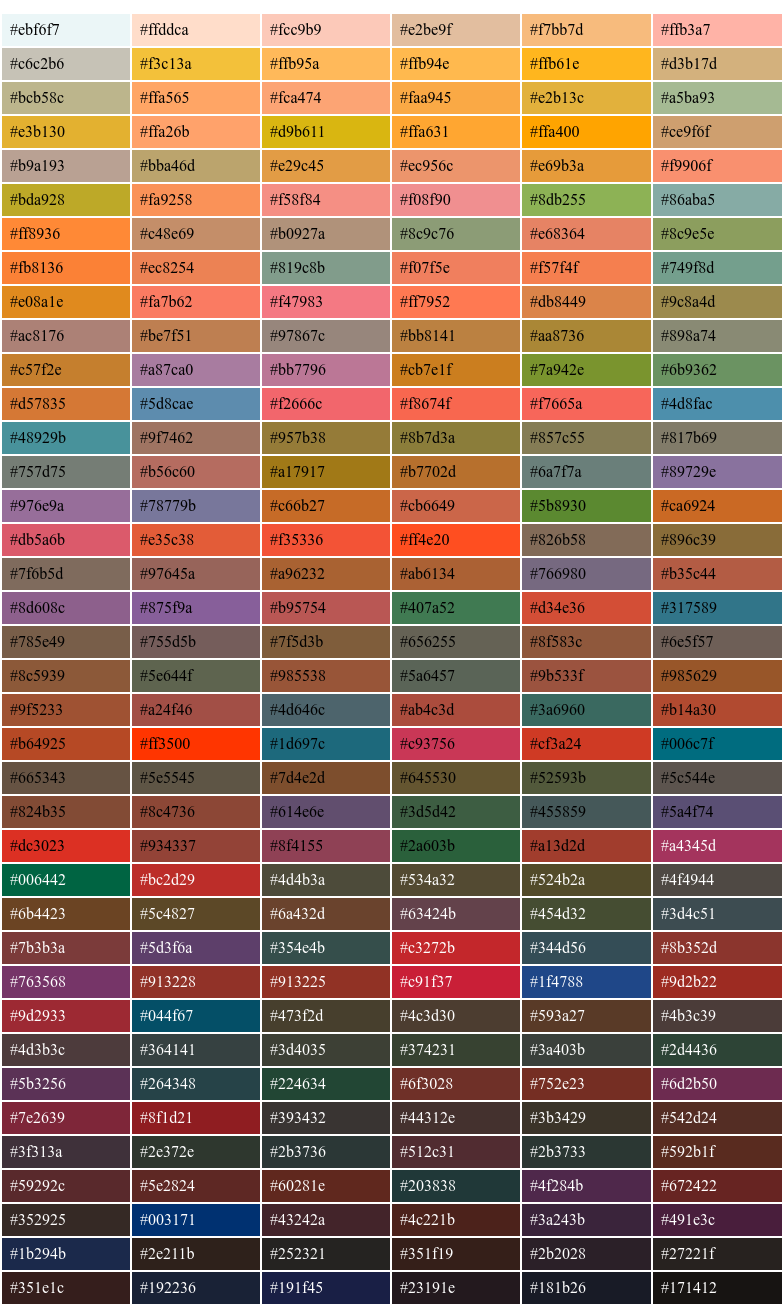 #ebf6f7 #ffddca #fcc9b9 #e2be9f #f7bb7d #ffb3a7
#c6c2b6 #f3c13a #ffb95a #ffb94e #ffb61e #d3b17d
#bcb58c #ffa565 #fca474 #faa945 #e2b13c #a5ba93
#e3b130 #ffa26b #d9b611 #ffa631 #ffa400 #ce9f6f
#b9a193 #bba46d #e29c45 #ec956c #e69b3a #f9906f
#bda928 #fa9258 #f58f84 #f08f90 #8db255 #86aba5
#ff8936 #c48e69 #b0927a #8c9c76 #e68364 #8c9e5e
#fb8136 #ec8254 #819c8b #f07f5e #f57f4f #749f8d
#e08a1e #fa7b62 #f47983 #ff7952 #db8449 #9c8a4d
#ac8176 #be7f51 #97867c #bb8141 #aa8736 #898a74
#c57f2e #a87ca0 #bb7796 #cb7e1f #7a942e #6b9362
#d57835 #5d8cae #f2666c #f8674f #f7665a #4d8fac
#48929b #9f7462 #957b38 #8b7d3a #857c55 #817b69
#757d75 #b56c60 #a17917 #b7702d #6a7f7a #89729e
#976e9a #78779b #c66b27 #cb6649 #5b8930 #ca6924
#db5a6b #e35c38 #f35336 #ff4e20 #826b58 #896c39
#7f6b5d #97645a #a96232 #ab6134 #766980 #b35c44
#8d608c #875f9a #b95754 #407a52 #d34e36 #317589
#785e49 #755d5b #7f5d3b #656255 #8f583c #6e5f57
#8c5939 #5e644f #985538 #5a6457 #9b533f #985629
#9f5233 #a24f46 #4d646c #ab4c3d #3a6960 #b14a30
#b64925 #ff3500 #1d697c #c93756 #cf3a24 #006c7f
#665343 #5e5545 #7d4e2d #645530 #52593b #5c544e
#824b35 #8c4736 #614e6e #3d5d42 #455859 #5a4f74
#dc3023 #934337 #8f4155 #2a603b #a13d2d #a4345d
#006442 #bc2d29 #4d4b3a #534a32 #524b2a #4f4944
#6b4423 #5c4827 #6a432d #63424b #454d32 #3d4c51
#7b3b3a #5d3f6a #354e4b #c3272b #344d56 #8b352d
#763568 #913228 #913225 #c91f37 #1f4788 #9d2b22
#9d2933 #044f67 #473f2d #4c3d30 #593a27 #4b3c39
#4d3b3c #364141 #3d4035 #374231 #3a403b #2d4436
#5b3256 #264348 #224634 #6f3028 #752e23 #6d2b50
#7e2639 #8f1d21 #393432 #44312e #3b3429 #542d24
#3f313a #2e372e #2b3736 #512c31 #2b3733 #592b1f
#59292c #5e2824 #60281e #203838 #4f284b #672422
#352925 #003171 #43242a #4c221b #3a243b #491e3c
#1b294b #2e211b #252321 #351f19 #2b2028 #27221f
#351e1c #192236 #191f45 #23191e #181b26 #171412